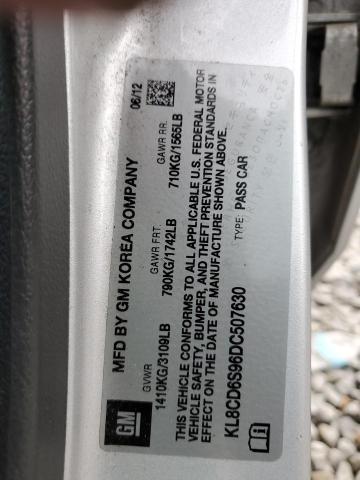 GM
MFD BY GM KOREA COMPANY
06/12
GVWR
GAWR FRT.
GAWR RR.
1410KG/3109LB
790KG/1742LB
710KG/1565LB
THIS VEHICLE CONFORMS TO ALL APPLICABLE U.S. FEDERAL MOTOR
VEHICLE SAFETY, BUMPER, AND THEFT PREVENTION STANDARDS IN
EFFECT ON THE DATE OF MANUFACTURE SHOWN ABOVE.
KL8CD6S96DC507630
TYPE: PASS CAR